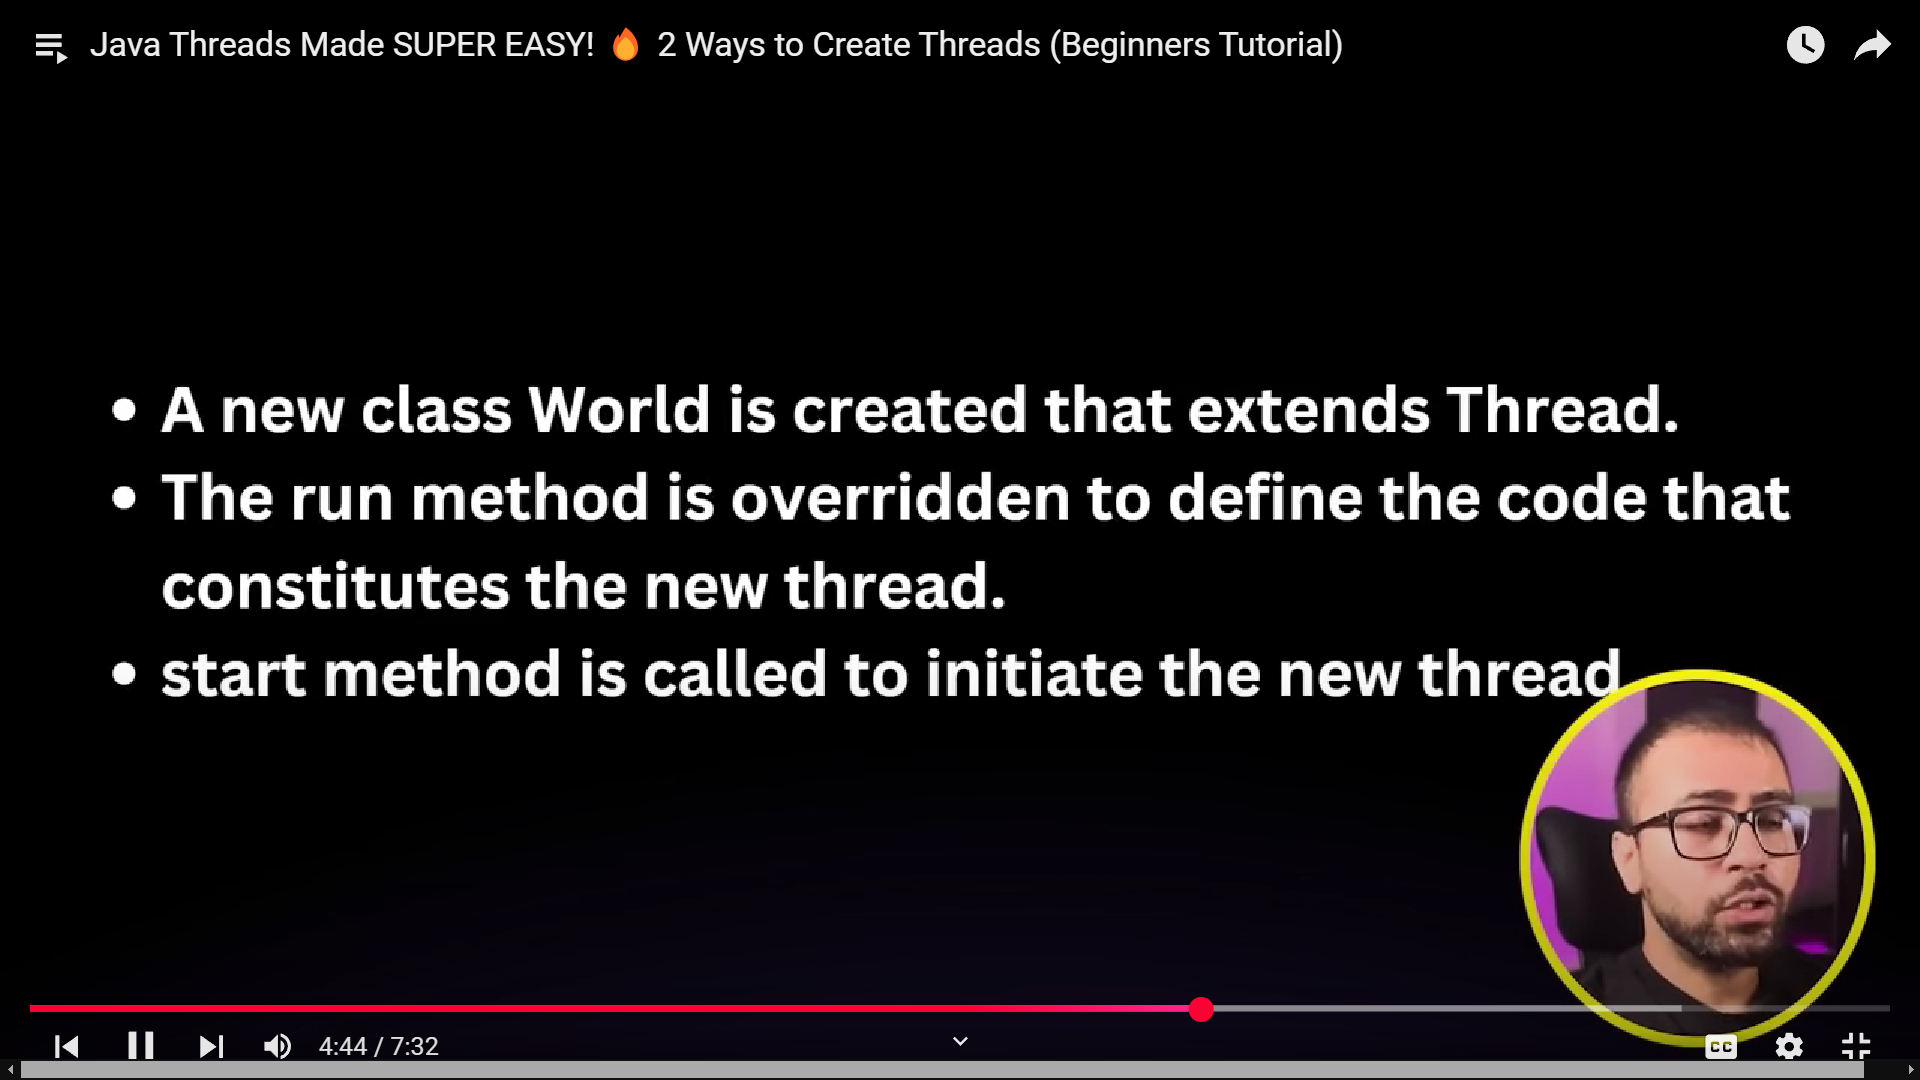 Java Threads Made SUPER EASY! 🔥 2 Ways to Create Threads (Beginners Tutorial)
• A new class World is created that extends Thread.
• The run method is overridden to define the code that
constitutes the new thread.
• start method is called to initiate the new thread
4:44 / 7:32
CC